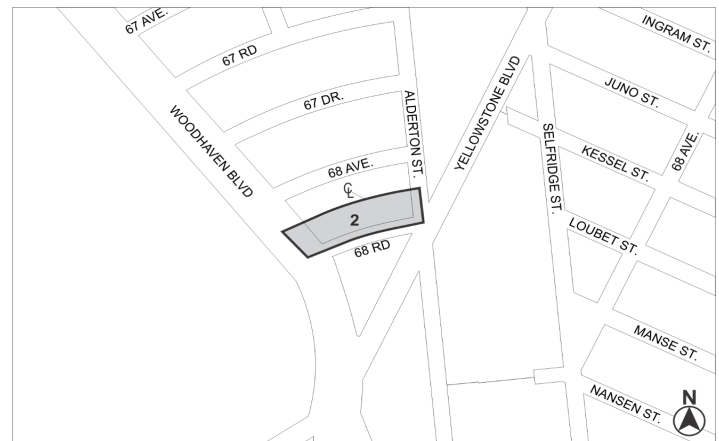 67 AVE.
INGRAM ST.
67 RD
JUNO ST.
67 DR.
ALDERTON ST.
YELLOWSTONE BLVD
WOODHAVEN BLVD
SELFRIDGE ST.
68 AVE.
KESSEL ST.
68 AVE.
℄
2
LOUBET ST.
68 RD
MANSE ST.
NANSEN ST.
N